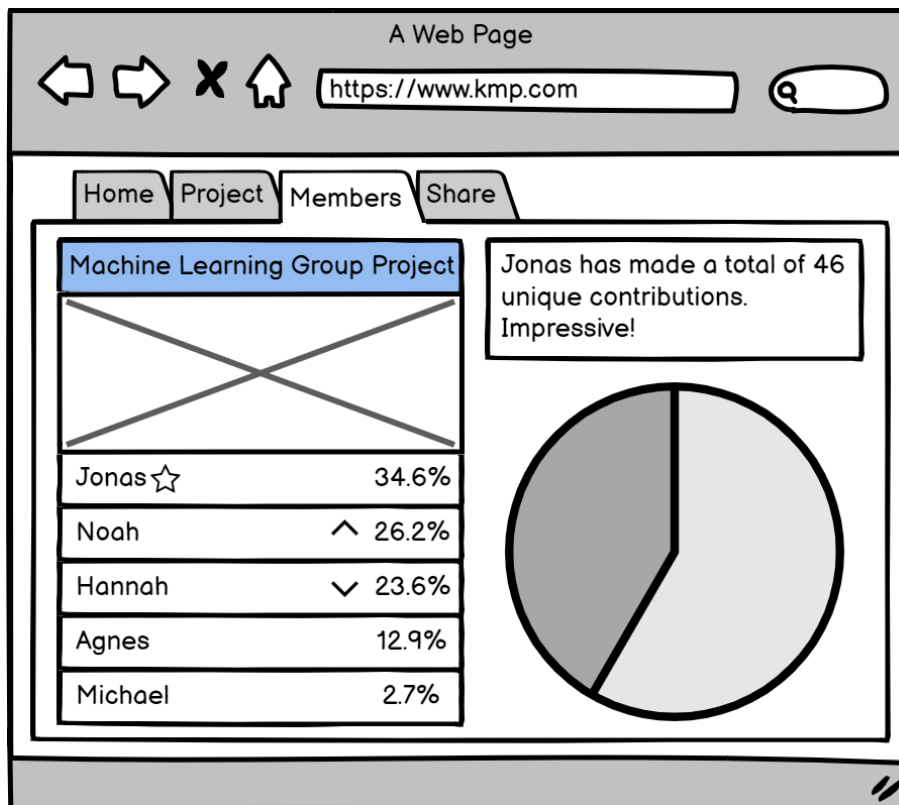 A Web Page
https://www.kmp.com
Home
Project
Members
Share
Machine Learning Group Project
Jonas 34.6%
Noah 26.2%
Hannah 23.6%
Agnes 12.9%
Michael 2.7%
Jonas has made a total of 46
unique contributions.
Impressive!